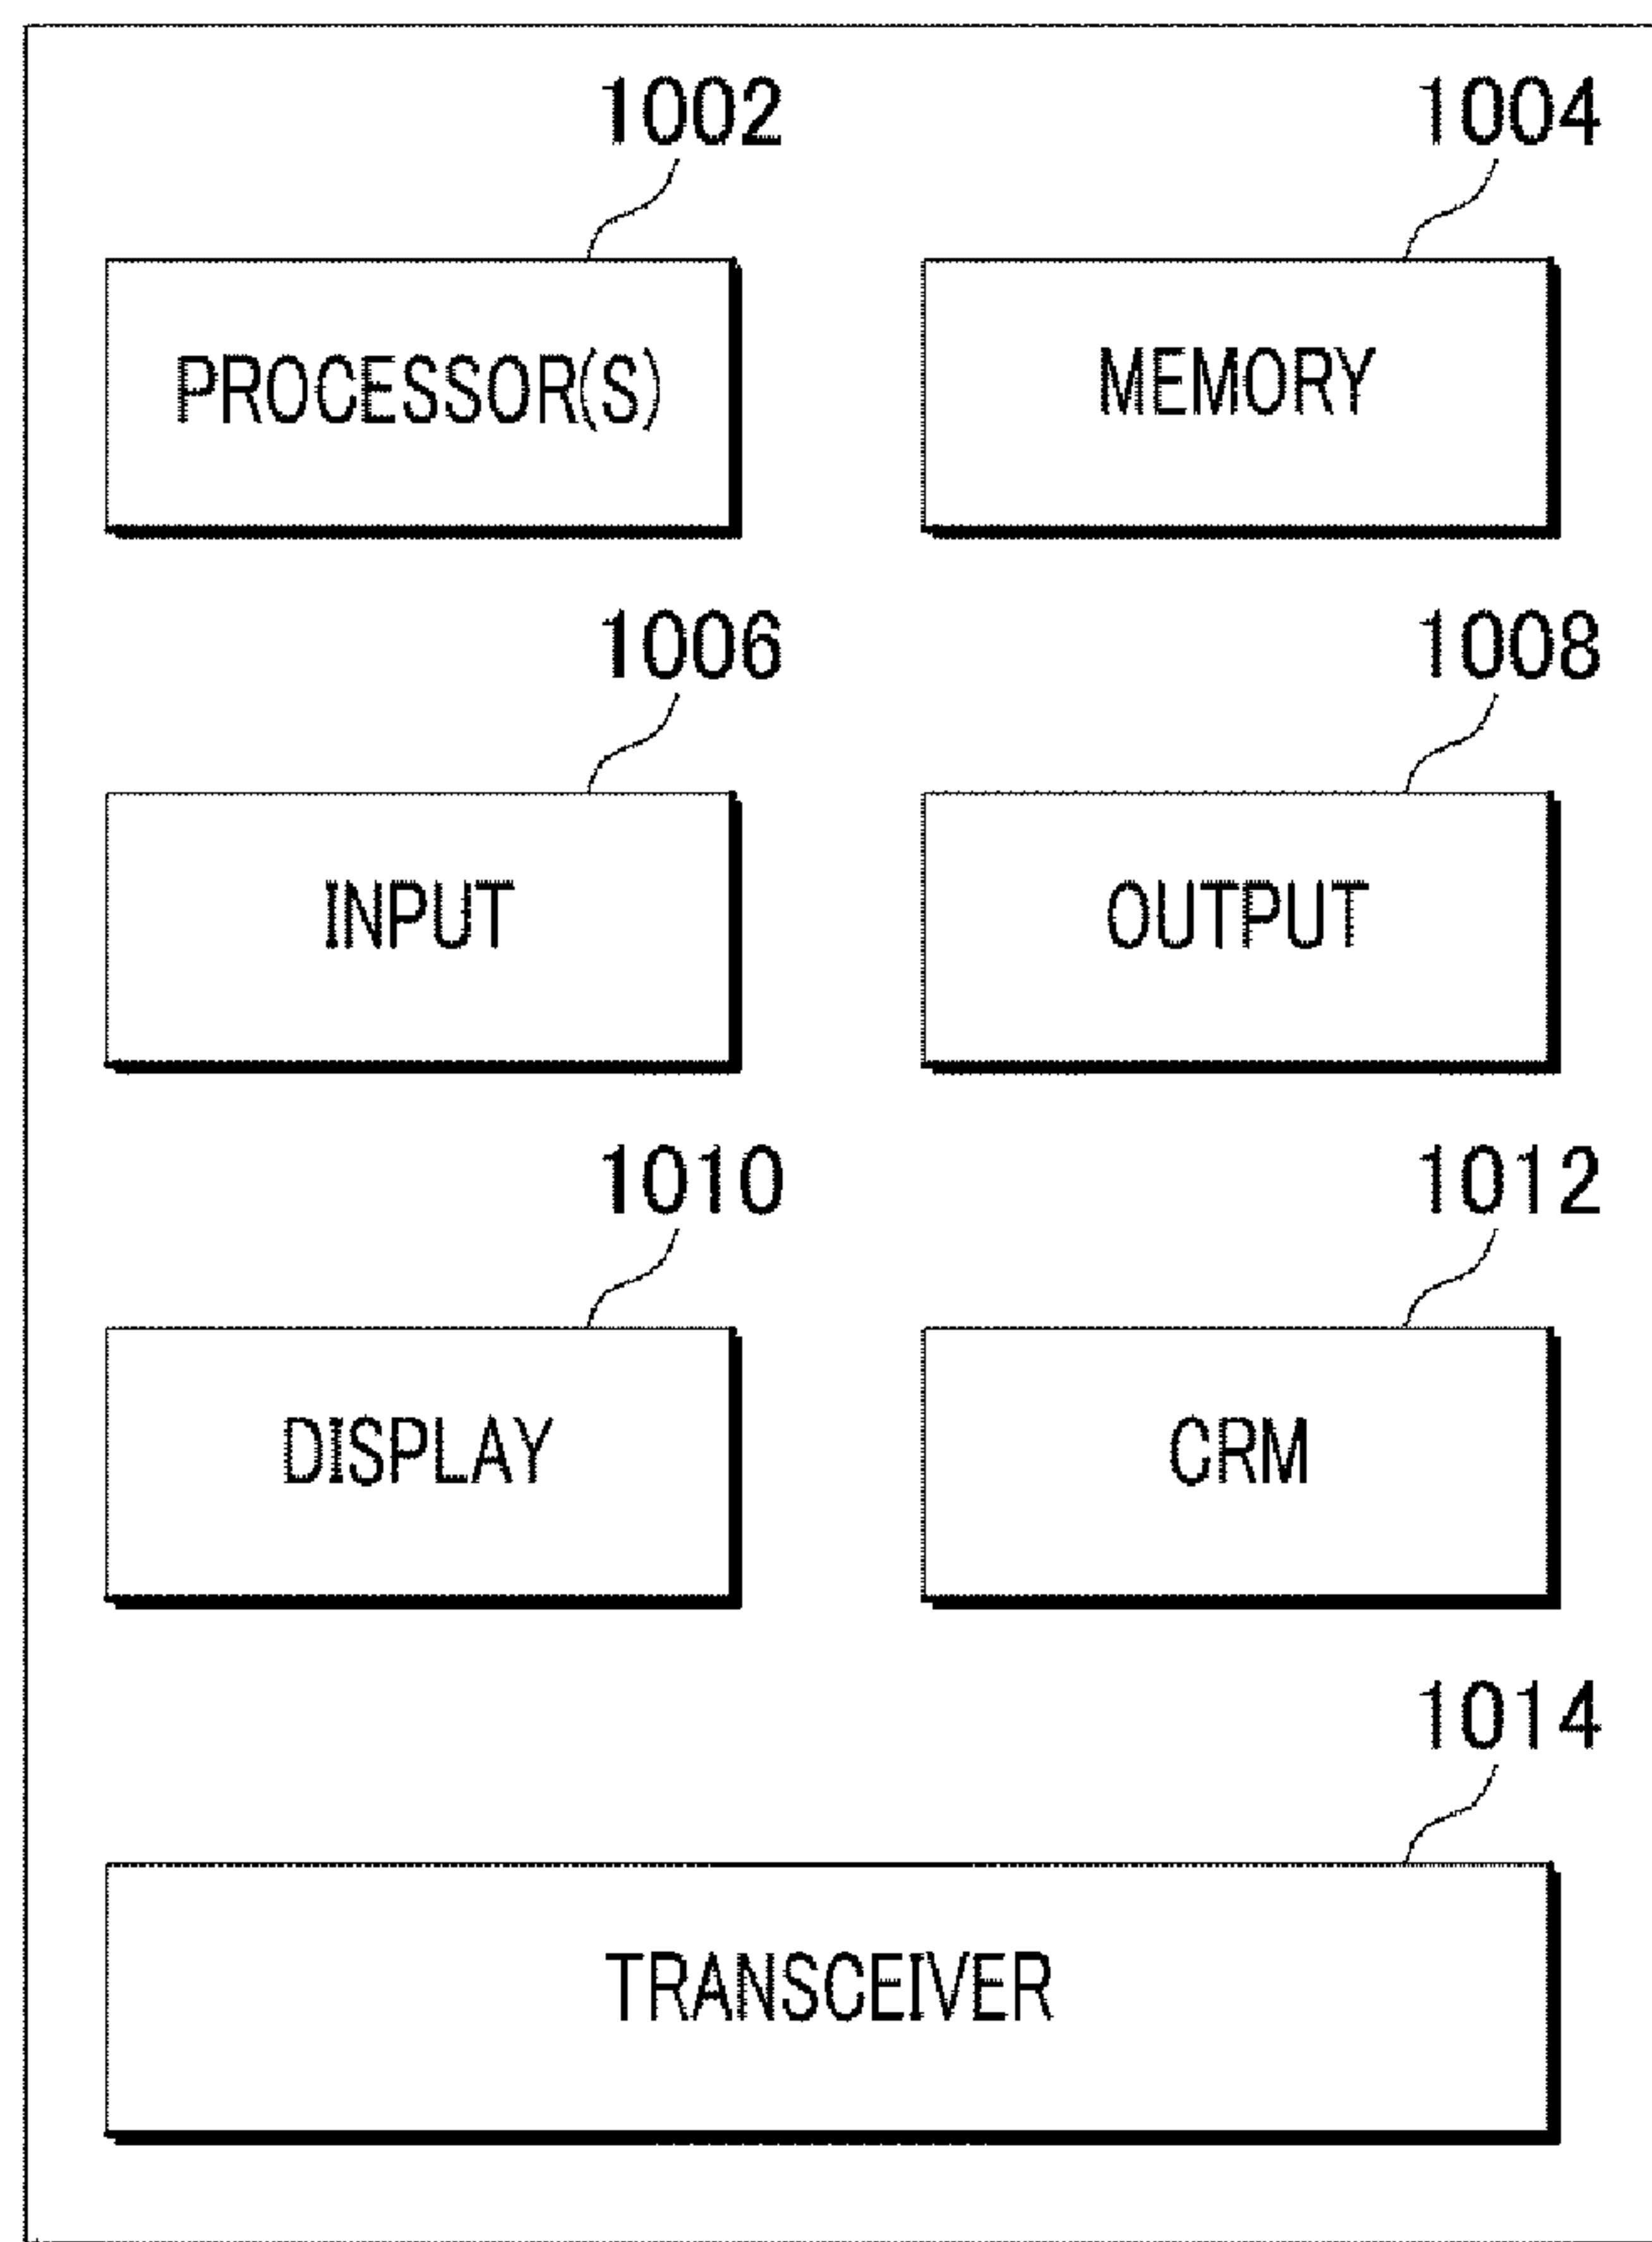 1002 1004
PROCESSOR(S) MEMORY
1006 1008
INPUT OUTPUT
1010 1012
DISPLAY CRM
1014
TRANSCEIVER